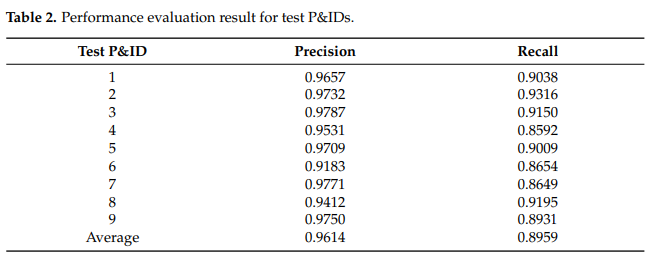 Table 2. Performance evaluation result for test P&IDs.
Test P&ID Precision Recall
1 0.9657 0.9038
2 0.9732 0.9316
3 0.9787 0.9150
4 0.9531 0.8592
5 0.9709 0.9009
6 0.9183 0.8654
7 0.9771 0.8649
8 0.9412 0.9195
9 0.9750 0.8931
Average 0.9614 0.8959